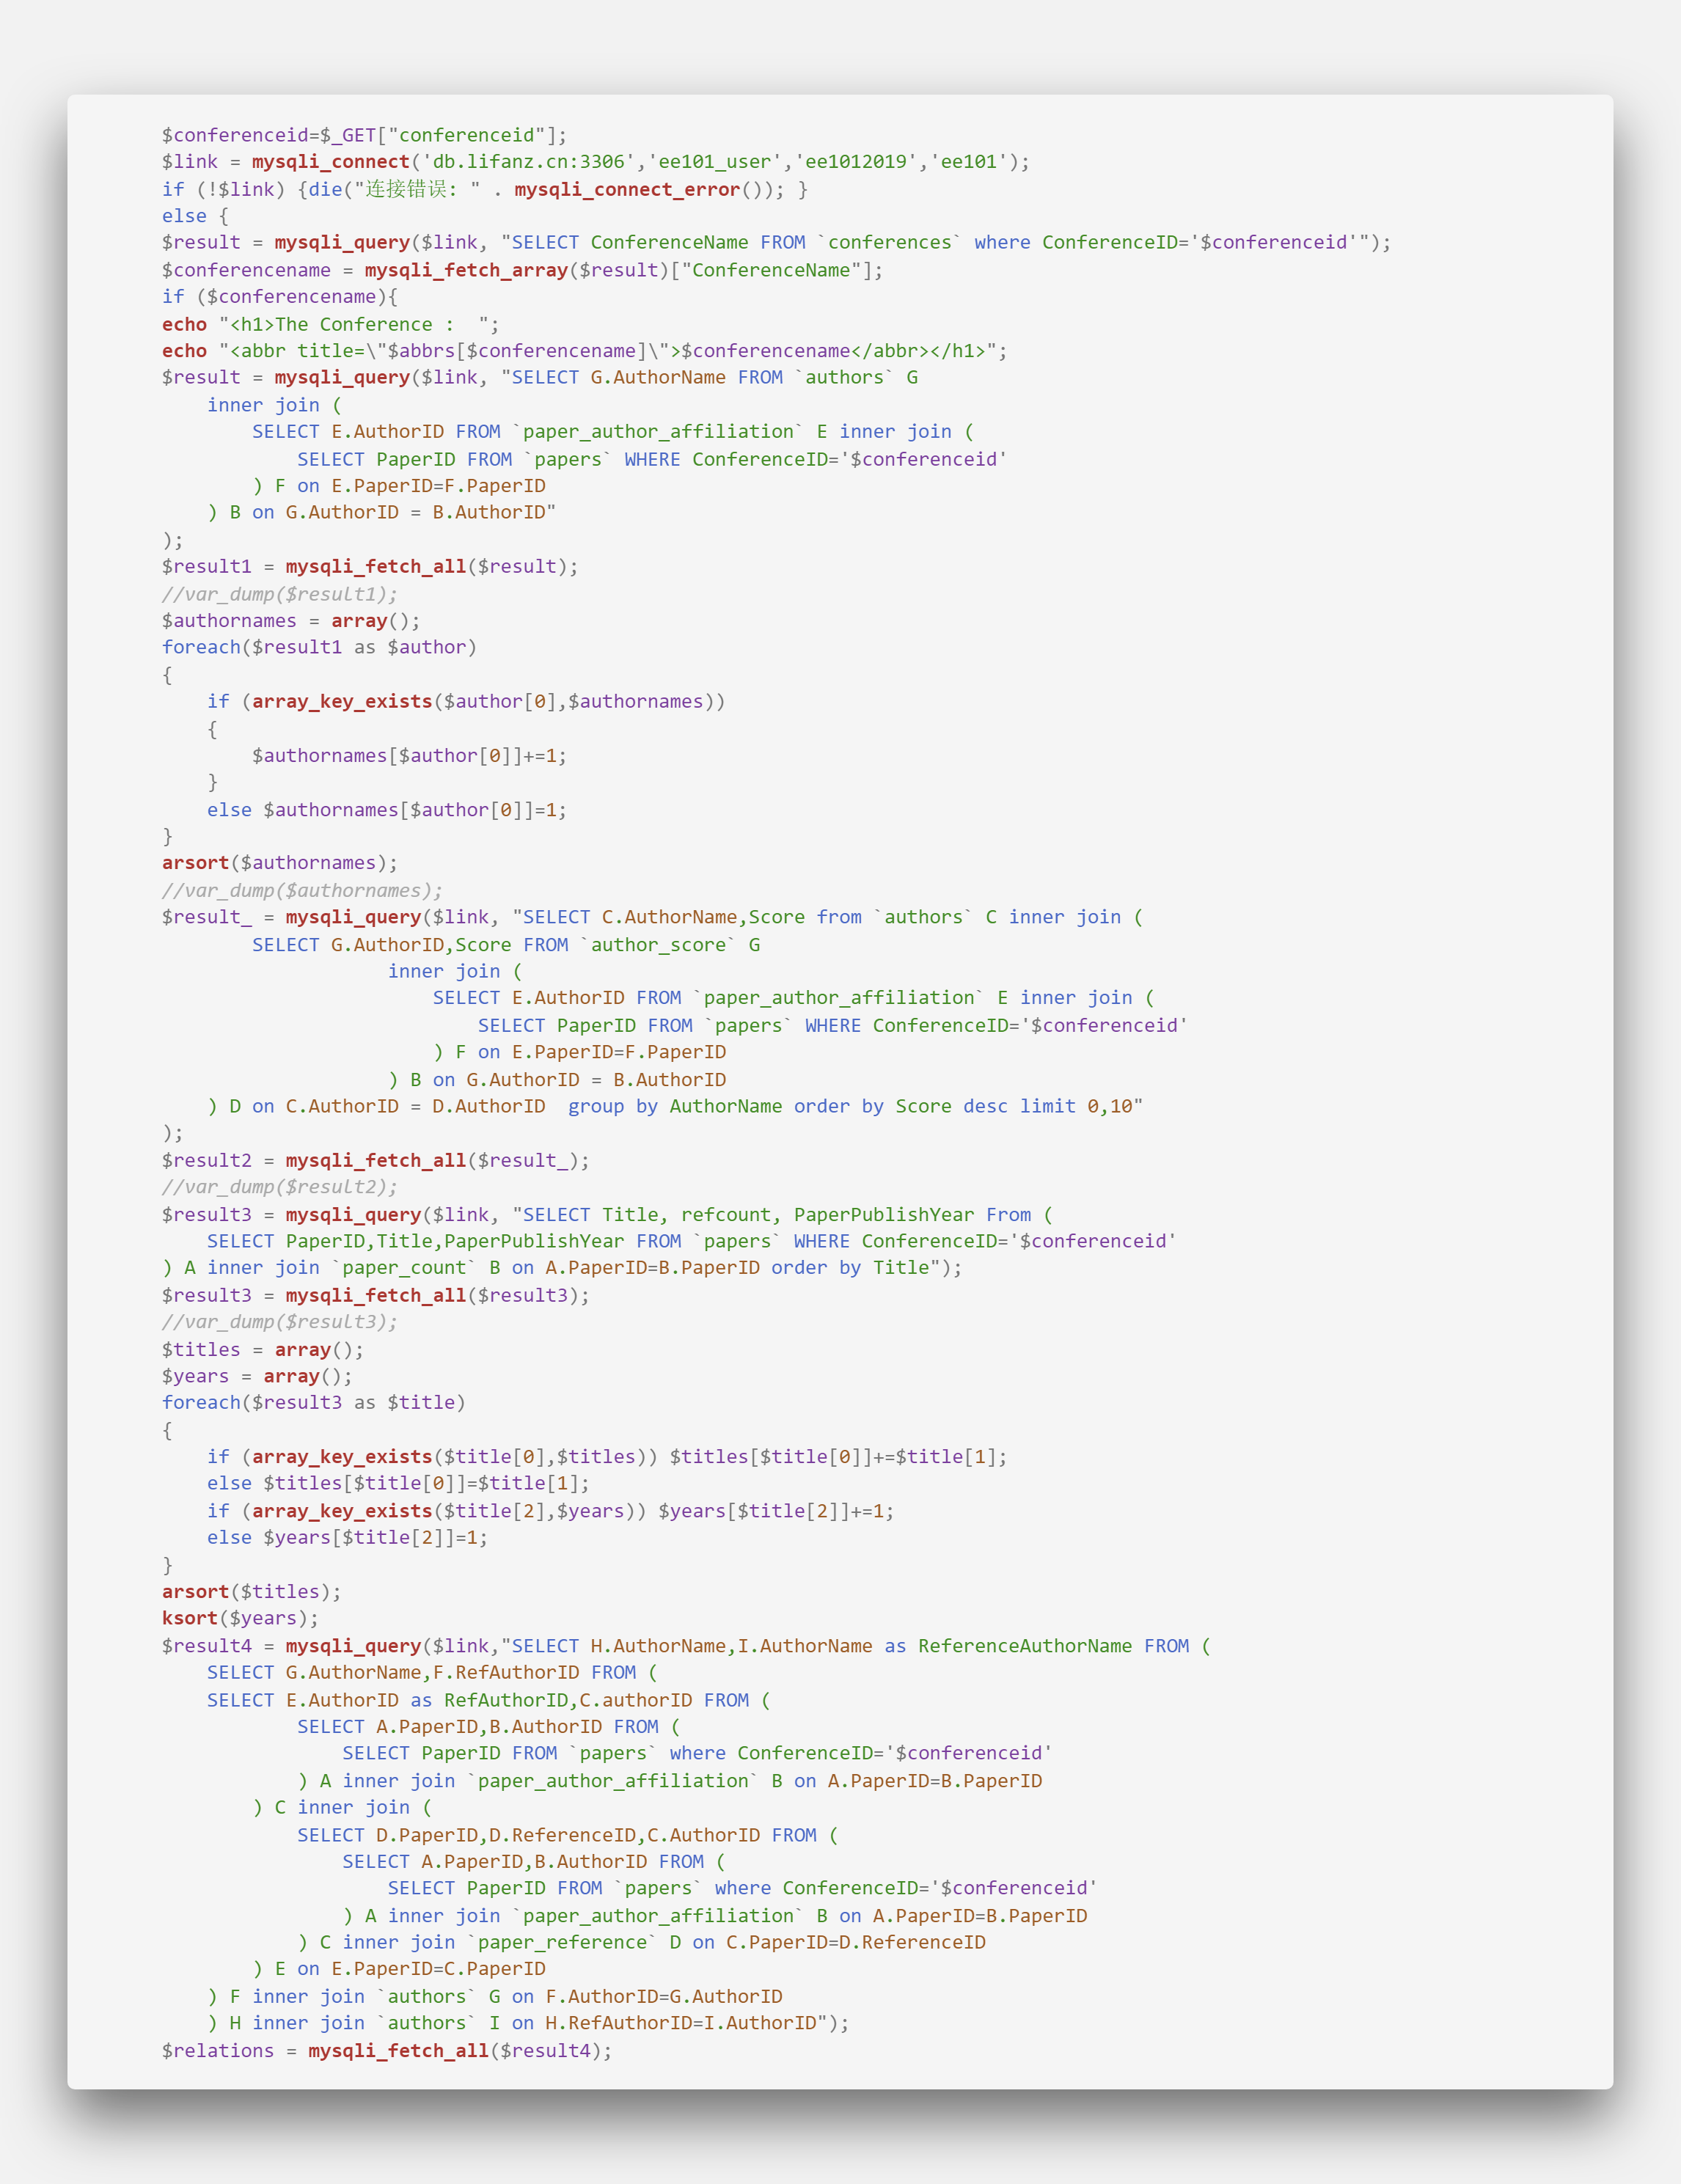 $conferenceid=$_GET["conferenceid"];
$link = mysqli_connect('db.lifanz.cn:3306','ee101_user','ee1012019','ee101');
if (!$link) {die("连接错误: " . mysqli_connect_error()); }
else {
$result = mysqli_query($link, "SELECT ConferenceName FROM `conferences` where ConferenceID='$conferenceid'");
$conferencename = mysqli_fetch_array($result)["ConferenceName"];
if ($conferencename){
echo "<h1>The Conference :  ";
echo "<abbr title=\"$abbrs[$conferencename]\">$conferencename</abbr></h1>";
$result = mysqli_query($link, "SELECT G.AuthorName FROM `authors` G
    inner join (
        SELECT E.AuthorID FROM `paper_author_affiliation` E inner join (
            SELECT PaperID FROM `papers` WHERE ConferenceID='$conferenceid'
        ) F on E.PaperID=F.PaperID
    ) B on G.AuthorID = B.AuthorID"
);
$result1 = mysqli_fetch_all($result);
//var_dump($result1);
$authornames = array();
foreach($result1 as $author)
{
    if (array_key_exists($author[0],$authornames))
    {
        $authornames[$author[0]]+=1;
    }
    else $authornames[$author[0]]=1;
}
arsort($authornames);
//var_dump($authornames);
$result_ = mysqli_query($link, "SELECT C.AuthorName,Score from `authors` C inner join (
        SELECT G.AuthorID,Score FROM `author_score` G
                    inner join (
                        SELECT E.AuthorID FROM `paper_author_affiliation` E inner join (
                            SELECT PaperID FROM `papers` WHERE ConferenceID='$conferenceid'
                        ) F on E.PaperID=F.PaperID
                    ) B on G.AuthorID = B.AuthorID
    ) D on C.AuthorID = D.AuthorID  group by AuthorName order by Score desc limit 0,10"
);
$result2 = mysqli_fetch_all($result_);
//var_dump($result2);
$result3 = mysqli_query($link, "SELECT Title, refcount, PaperPublishYear From (
    SELECT PaperID,Title,PaperPublishYear FROM `papers` WHERE ConferenceID='$conferenceid'
) A inner join `paper_count` B on A.PaperID=B.PaperID order by Title");
$result3 = mysqli_fetch_all($result3);
//var_dump($result3);
$titles = array();
$years = array();
foreach($result3 as $title)
{
    if (array_key_exists($title[0],$titles)) $titles[$title[0]]+=$title[1];
    else $titles[$title[0]]=$title[1];
    if (array_key_exists($title[2],$years)) $years[$title[2]]+=1;
    else $years[$title[2]]=1;
}
arsort($titles);
ksort($years);
$result4 = mysqli_query($link,"SELECT H.AuthorName,I.AuthorName as ReferenceAuthorName FROM (
    SELECT G.AuthorName,F.RefAuthorID FROM (
    SELECT E.AuthorID as RefAuthorID,C.authorID FROM (
            SELECT A.PaperID,B.AuthorID FROM (
                SELECT PaperID FROM `papers` where ConferenceID='$conferenceid'
            ) A inner join `paper_author_affiliation` B on A.PaperID=B.PaperID
        ) C inner join (
            SELECT D.PaperID,D.ReferenceID,C.AuthorID FROM (
                SELECT A.PaperID,B.AuthorID FROM (
                    SELECT PaperID FROM `papers` where ConferenceID='$conferenceid'
                ) A inner join `paper_author_affiliation` B on A.PaperID=B.PaperID
            ) C inner join `paper_reference` D on C.PaperID=D.ReferenceID
        ) E on E.PaperID=C.PaperID
    ) F inner join `authors` G on F.AuthorID=G.AuthorID
    ) H inner join `authors` I on H.RefAuthorID=I.AuthorID");
$relations = mysqli_fetch_all($result4);